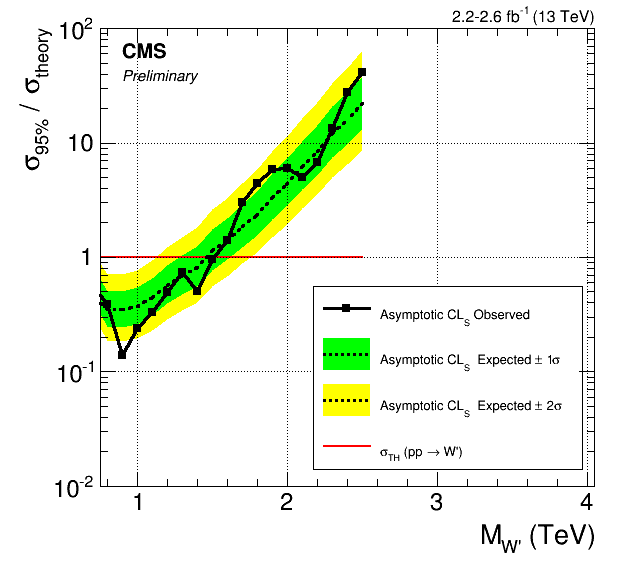 2.2-2.6 fb⁻¹ (13 TeV)
CMS
Preliminary
σ95% / σtheory
10²
10
1
10⁻¹
10⁻²
Asymptotic CLS Observed
Asymptotic CLS Expected ± 1σ
Asymptotic CLS Expected ± 2σ
σTH (pp → W')
1 2 3 4
MW' (TeV)